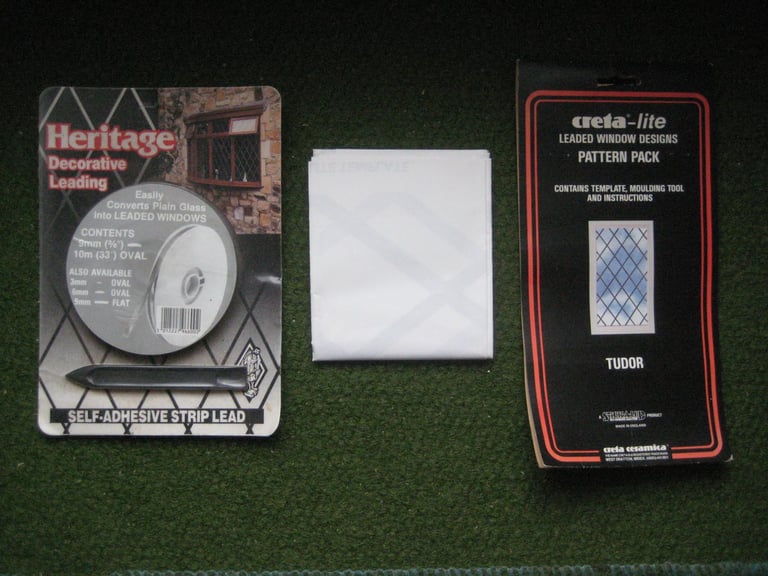 Heritage
Decorative
Leading
Easily
Converts Plain Glass
into LEADED WINDOWS
CONTENTS
9mm (⅜") —
10m (33') OVAL
ALSO AVAILABLE
3mm – OVAL
6mm – OVAL
9mm — FLAT
SELF-ADHESIVE STRIP LEAD
creta®-lite
LEADED WINDOW DESIGNS
PATTERN PACK
CONTAINS TEMPLATE, MOULDING TOOL
AND INSTRUCTIONS
TUDOR
A
PRODUCT
MADE IN ENGLAND
creta ceramica®